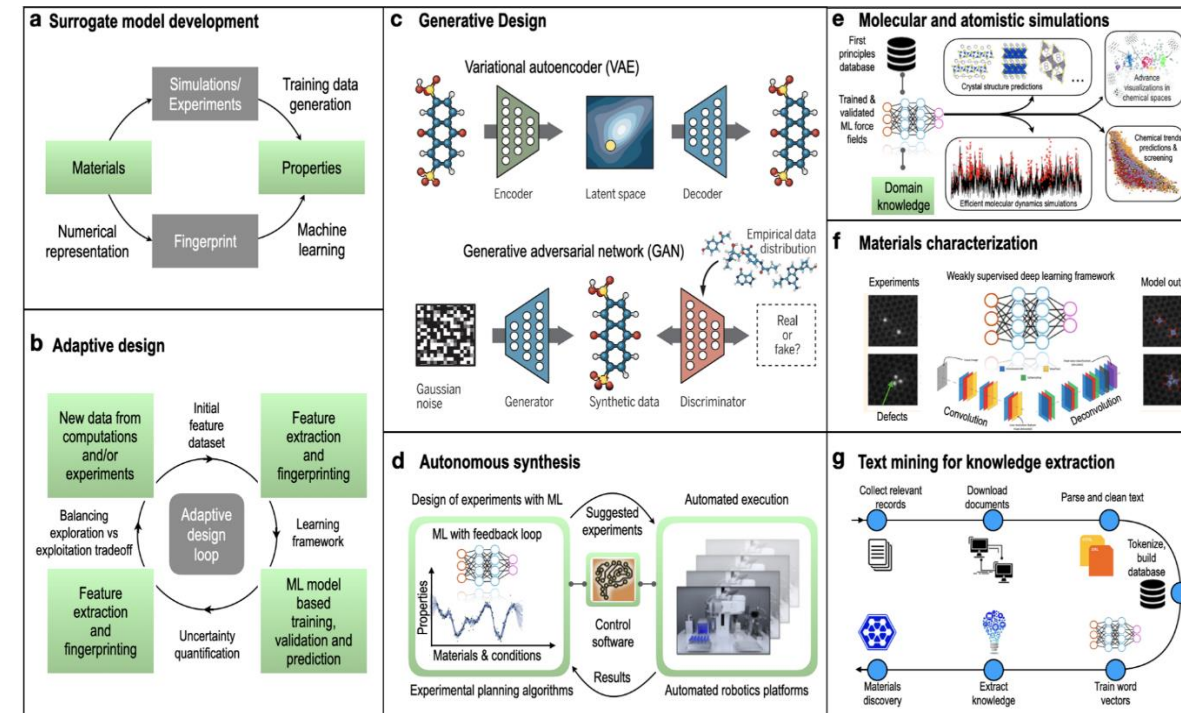 a Surrogate model development
Simulations/
Experiments
Training data
generation
Materials
Properties
Numerical
representation
Fingerprint
Machine
learning
b Adaptive design
New data from
computations
and/or
experiments
Initial
feature
dataset
Feature
extraction
and
fingerprinting
Balancing
exploration vs
exploitation tradeoff
Adaptive
design
loop
Learning
framework
Feature
extraction
and
fingerprinting
Uncertainty
quantification
ML model
based
training,
validation and
prediction
c Generative Design
Variational autoencoder (VAE)
Encoder
Latent space
Decoder
Generative adversarial network (GAN)
Empirical data
distribution
Real
or
fake?
Gaussian
noise
Generator
Synthetic data
Discriminator
d Autonomous synthesis
Design of experiments with ML
Suggested
experiments
Automated execution
ML with feedback loop
Properties
Materials & conditions
Control
software
Results
Experimental planning algorithms
Automated robotics platforms
e Molecular and atomistic simulations
First
principles
database
Crystal structure predictions
...
Advance
visualizations in
chemical spaces
Trained &
validated
ML force
fields
Chemical trends
predictions &
screening
Domain
knowledge
Efficient molecular dynamics simulations
f Materials characterization
Experiments
Weakly supervised deep learning framework
Model out
Defects
Convolution
Deconvolution
g Text mining for knowledge extraction
Collect relevant
records
Download
documents
Parse and clean text
Tokenize,
build
database
Materials
discovery
Extract
knowledge
Train word
vectors